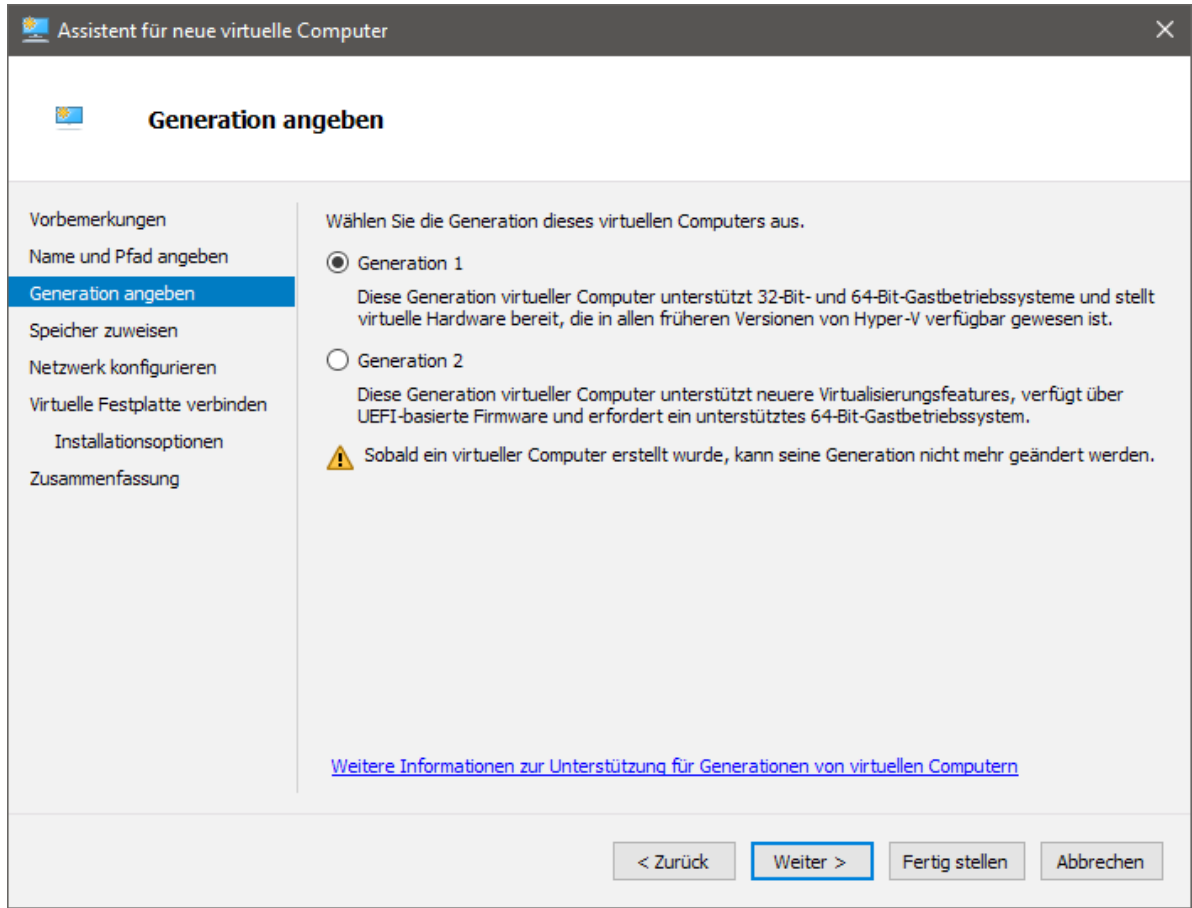 Assistent für neue virtuelle Computer
Generation angeben
Vorbemerkungen
Name und Pfad angeben
Generation angeben
Speicher zuweisen
Netzwerk konfigurieren
Virtuelle Festplatte verbinden
Installationsoptionen
Zusammenfassung
Wählen Sie die Generation dieses virtuellen Computers aus.
Generation 1
Diese Generation virtueller Computer unterstützt 32-Bit- und 64-Bit-Gastbetriebssysteme und stellt
virtuelle Hardware bereit, die in allen früheren Versionen von Hyper-V verfügbar gewesen ist.
Generation 2
Diese Generation virtueller Computer unterstützt neuere Virtualisierungsfeatures, verfügt über
UEFI-basierte Firmware und erfordert ein unterstütztes 64-Bit-Gastbetriebssystem.
Sobald ein virtueller Computer erstellt wurde, kann seine Generation nicht mehr geändert werden.
Weitere Informationen zur Unterstützung für Generationen von virtuellen Computern
< Zurück
Weiter >
Fertig stellen
Abbrechen